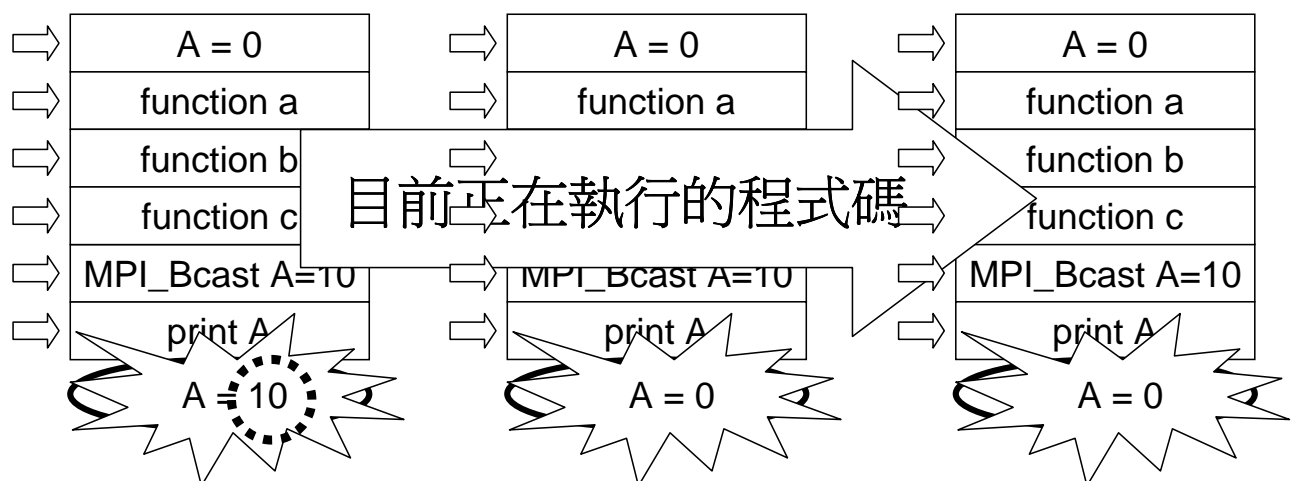 A = 0
function a
function b
function c
MPI_Bcast A=10
print A
A = 10
A = 0
function a
目前正在執行的程式碼
MPI_Bcast A=10
print A
A = 0
A = 0
function a
function b
function c
MPI_Bcast A=10
print A
A = 0